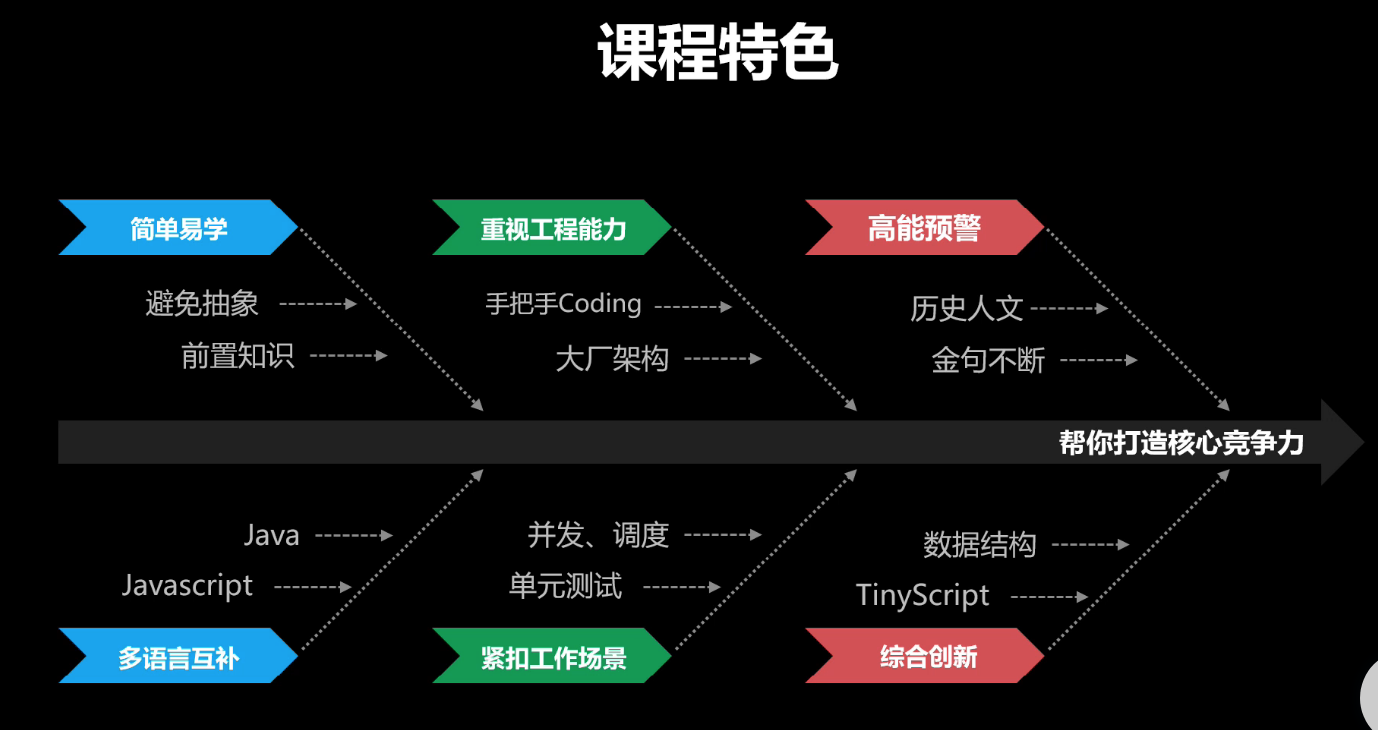 课程特色
简单易学
重视工程能力
高能预警
避免抽象
手把手Coding
历史人文
前置知识
大厂架构
金句不断
帮你打造核心竞争力
Java
并发、调度
数据结构
Javascript
单元测试
TinyScript
多语言互补
紧扣工作场景
综合创新